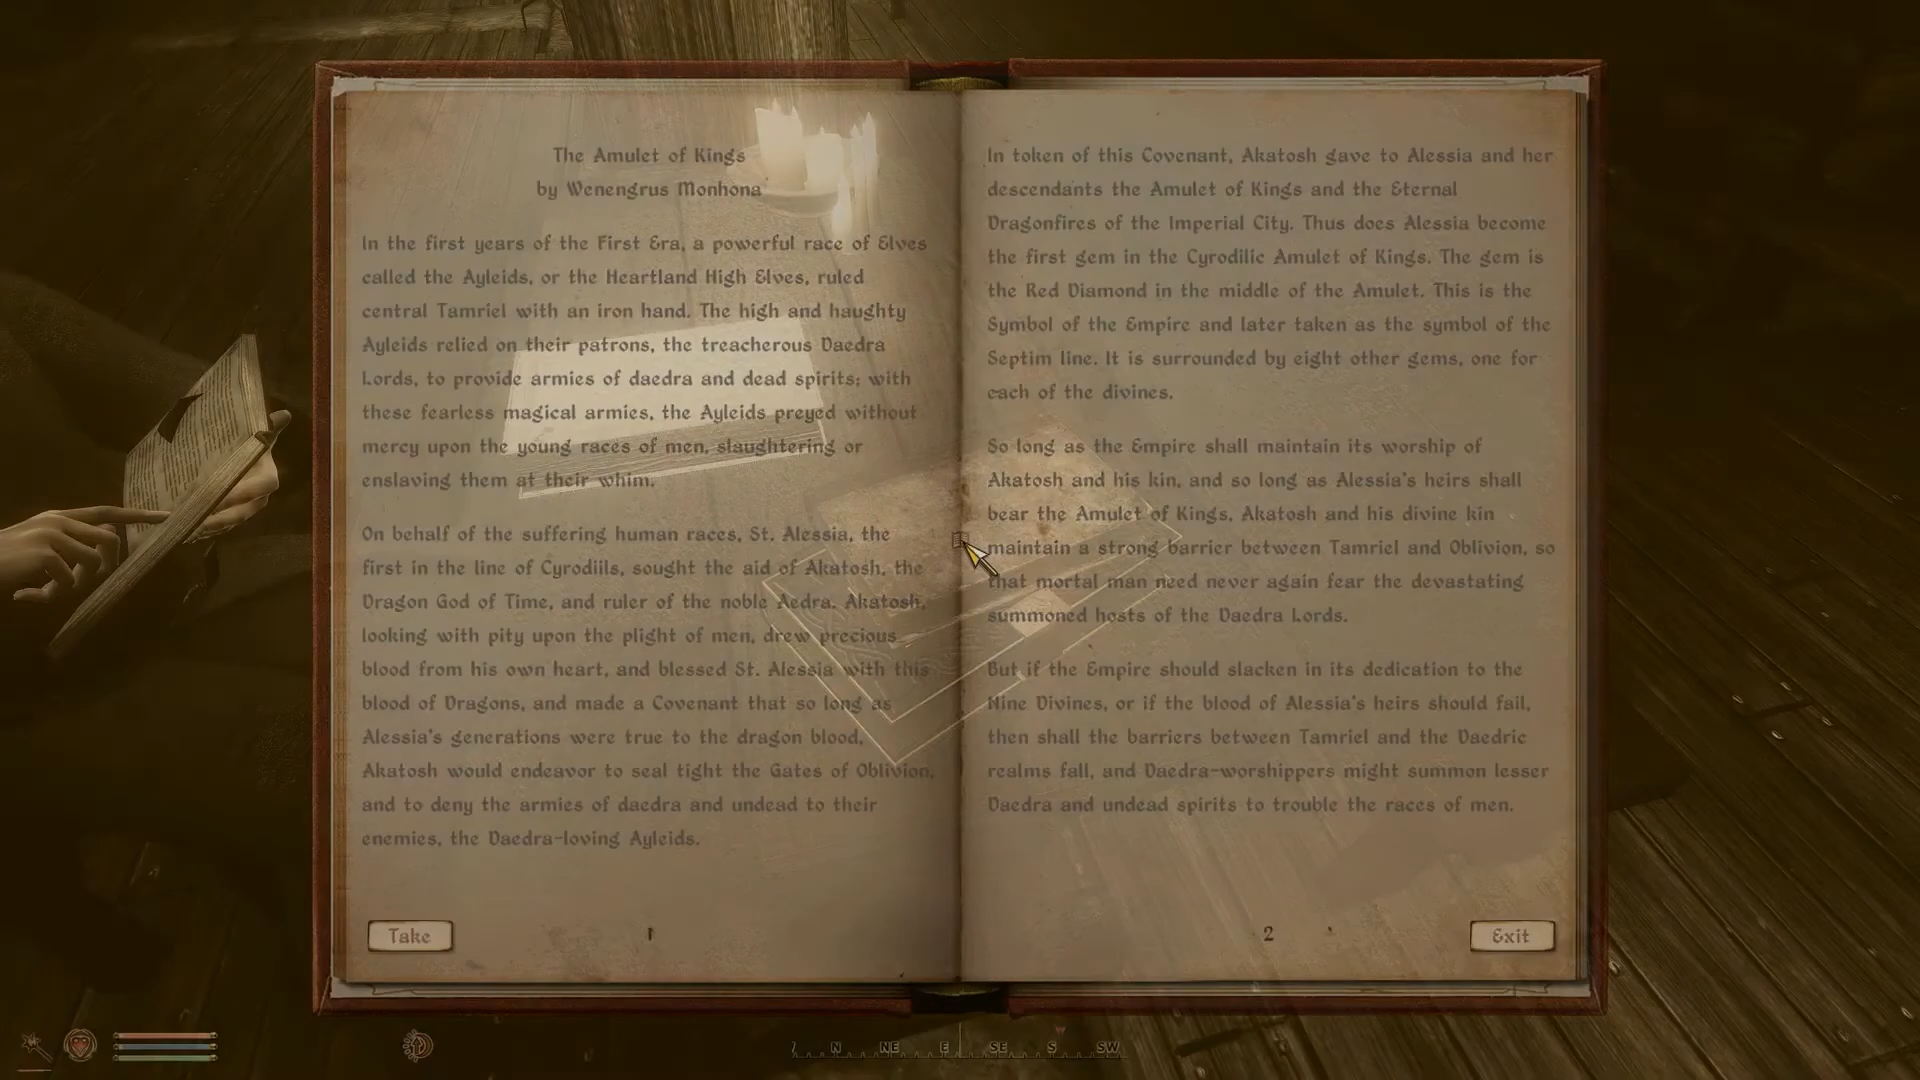 The Amulet of Kings
by Wenengrus Monhona
In the first years of the First Era, a powerful race of Elves
called the Ayleids, or the Heartland High Elves, ruled
central Tamriel with an iron hand. The high and haughty
Ayleids relied on their patrons, the treacherous Daedra
Lords, to provide armies of daedra and dead spirits; with
these fearless magical armies, the Ayleids preyed without
mercy upon the young races of men, slaughtering or
enslaving them at their whim.
On behalf of the suffering human races, St. Alessia, the
first in the line of Cyrodiils, sought the aid of Akatosh, the
Dragon God of Time, and ruler of the noble Aedra. Akatosh,
looking with pity upon the plight of men, drew precious
blood from his own heart, and blessed St. Alessia with this
blood of Dragons, and made a Covenant that so long as
Alessia's generations were true to the dragon blood,
Akatosh would endeavor to seal tight the Gates of Oblivion,
and to deny the armies of daedra and undead to their
enemies, the Daedra-loving Ayleids.
Take
1
In token of this Covenant, Akatosh gave to Alessia and her
descendants the Amulet of Kings and the Eternal
Dragonfires of the Imperial City. Thus does Alessia become
the first gem in the Cyrodilic Amulet of Kings. The gem is
the Red Diamond in the middle of the Amulet. This is the
Symbol of the Empire and later taken as the symbol of the
Septim line. It is surrounded by eight other gems, one for
each of the divines.
So long as the Empire shall maintain its worship of
Akatosh and his kin, and so long as Alessia's heirs shall
bear the Amulet of Kings, Akatosh and his divine kin
maintain a strong barrier between Tamriel and Oblivion, so
that mortal man need never again fear the devastating
summoned hosts of the Daedra Lords.
But if the Empire should slacken in its dedication to the
Nine Divines, or if the blood of Alessia's heirs should fail,
then shall the barriers between Tamriel and the Daedric
realms fall, and Daedra-worshippers might summon lesser
Daedra and undead spirits to trouble the races of men.
2
Exit
N NE E SE S SW